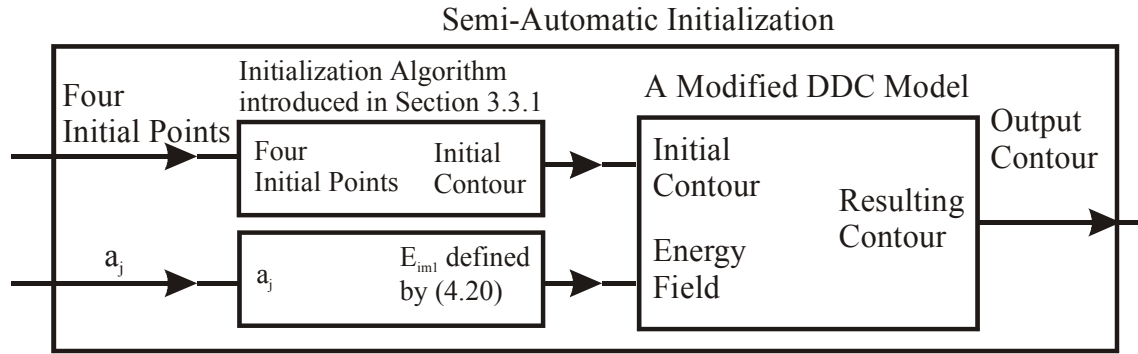 Semi-Automatic Initialization
Four
Initial Points
Initialization Algorithm
introduced in Section 3.3.1
Four
Initial Points
Initial
Contour
A Modified DDC Model
Initial
Contour
Energy
Field
Resulting
Contour
Output
Contour
a_j
a_j
E_im1 defined
by (4.20)